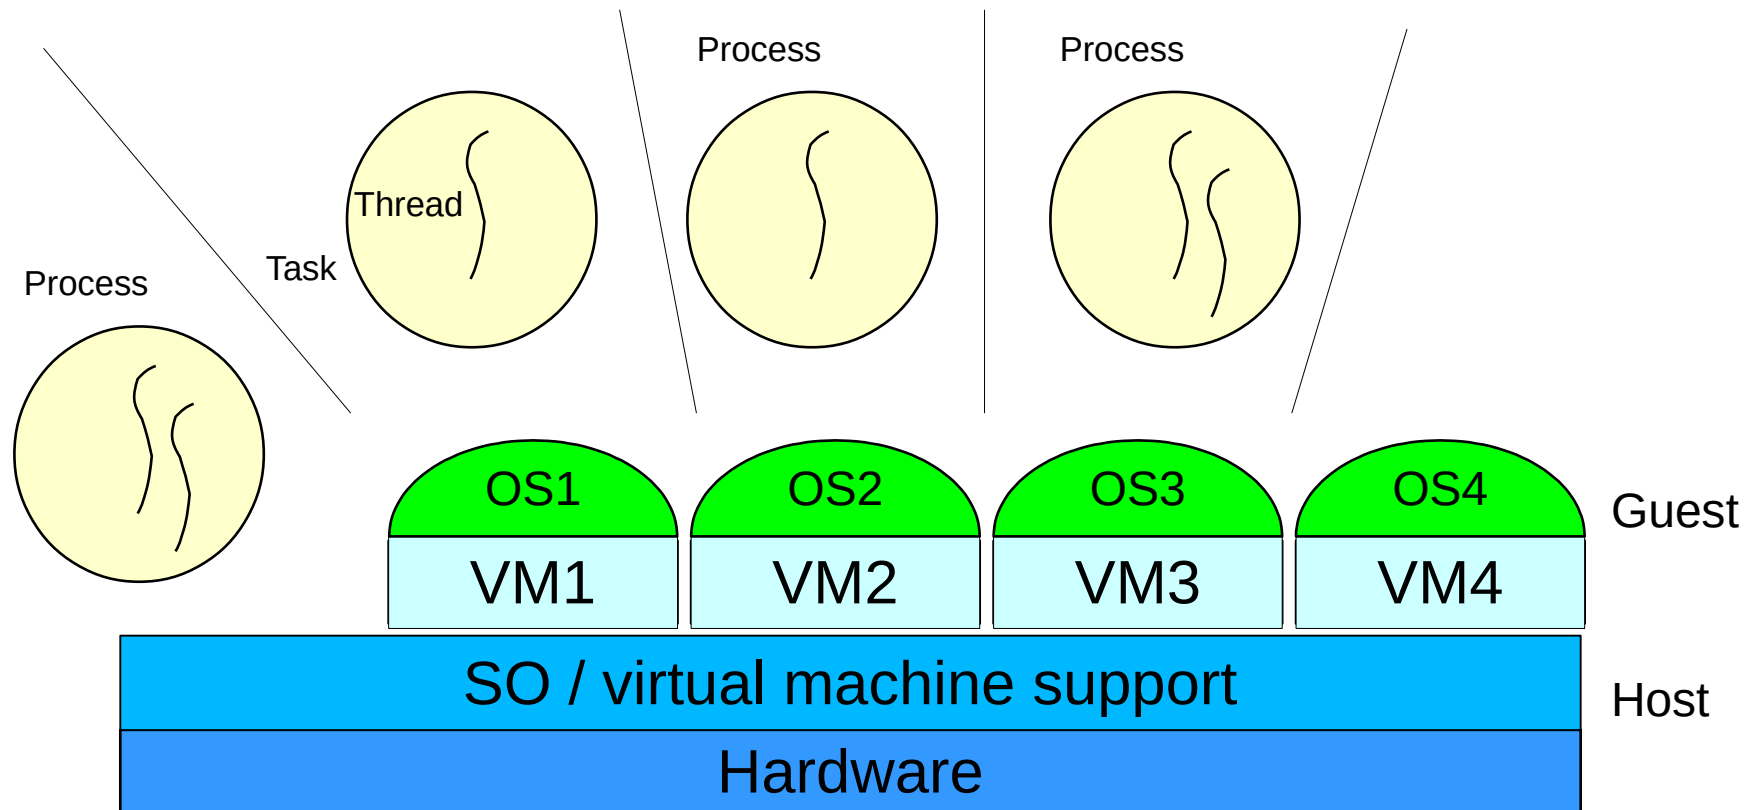 Process
Process
Thread
Task
Process
OS1
OS2
OS3
OS4
Guest
VM1
VM2
VM3
VM4
SO / virtual machine support
Host
Hardware